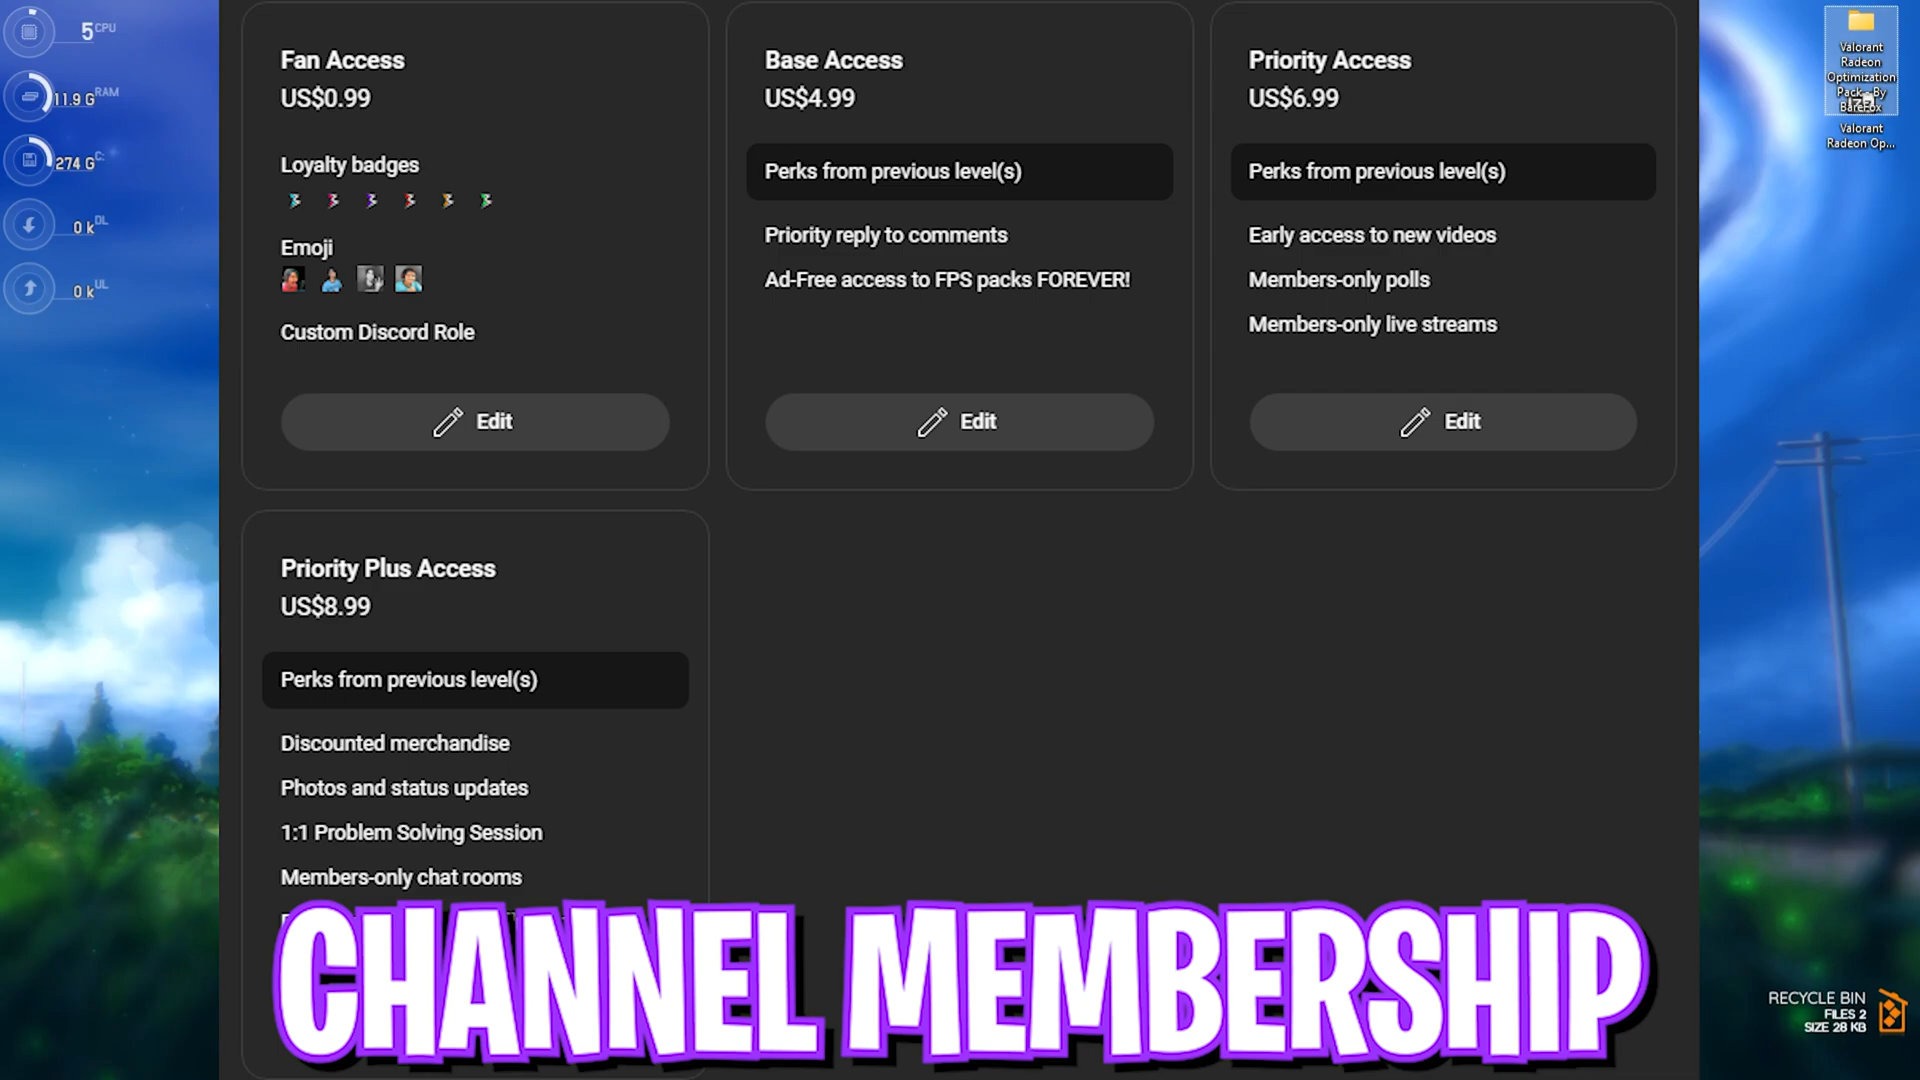 5 CPU
11.9 G RAM
274 G C:
0 k DL
0 k UL
Fan Access
US$0.99
Loyalty badges
Emoji
Custom Discord Role
Edit
Base Access
US$4.99
Perks from previous level(s)
Priority reply to comments
Ad-Free access to FPS packs FOREVER!
Edit
Priority Access
US$6.99
Perks from previous level(s)
Early access to new videos
Members-only polls
Members-only live streams
Edit
Priority Plus Access
US$8.99
Perks from previous level(s)
Discounted merchandise
Photos and status updates
1:1 Problem Solving Session
Members-only chat rooms
CHANNEL MEMBERSHIP
Valorant
Radeon
Optimization
Pack - By
BareFox
Valorant
Radeon Op...
RECYCLE BIN
FILES 2
SIZE 28 KB